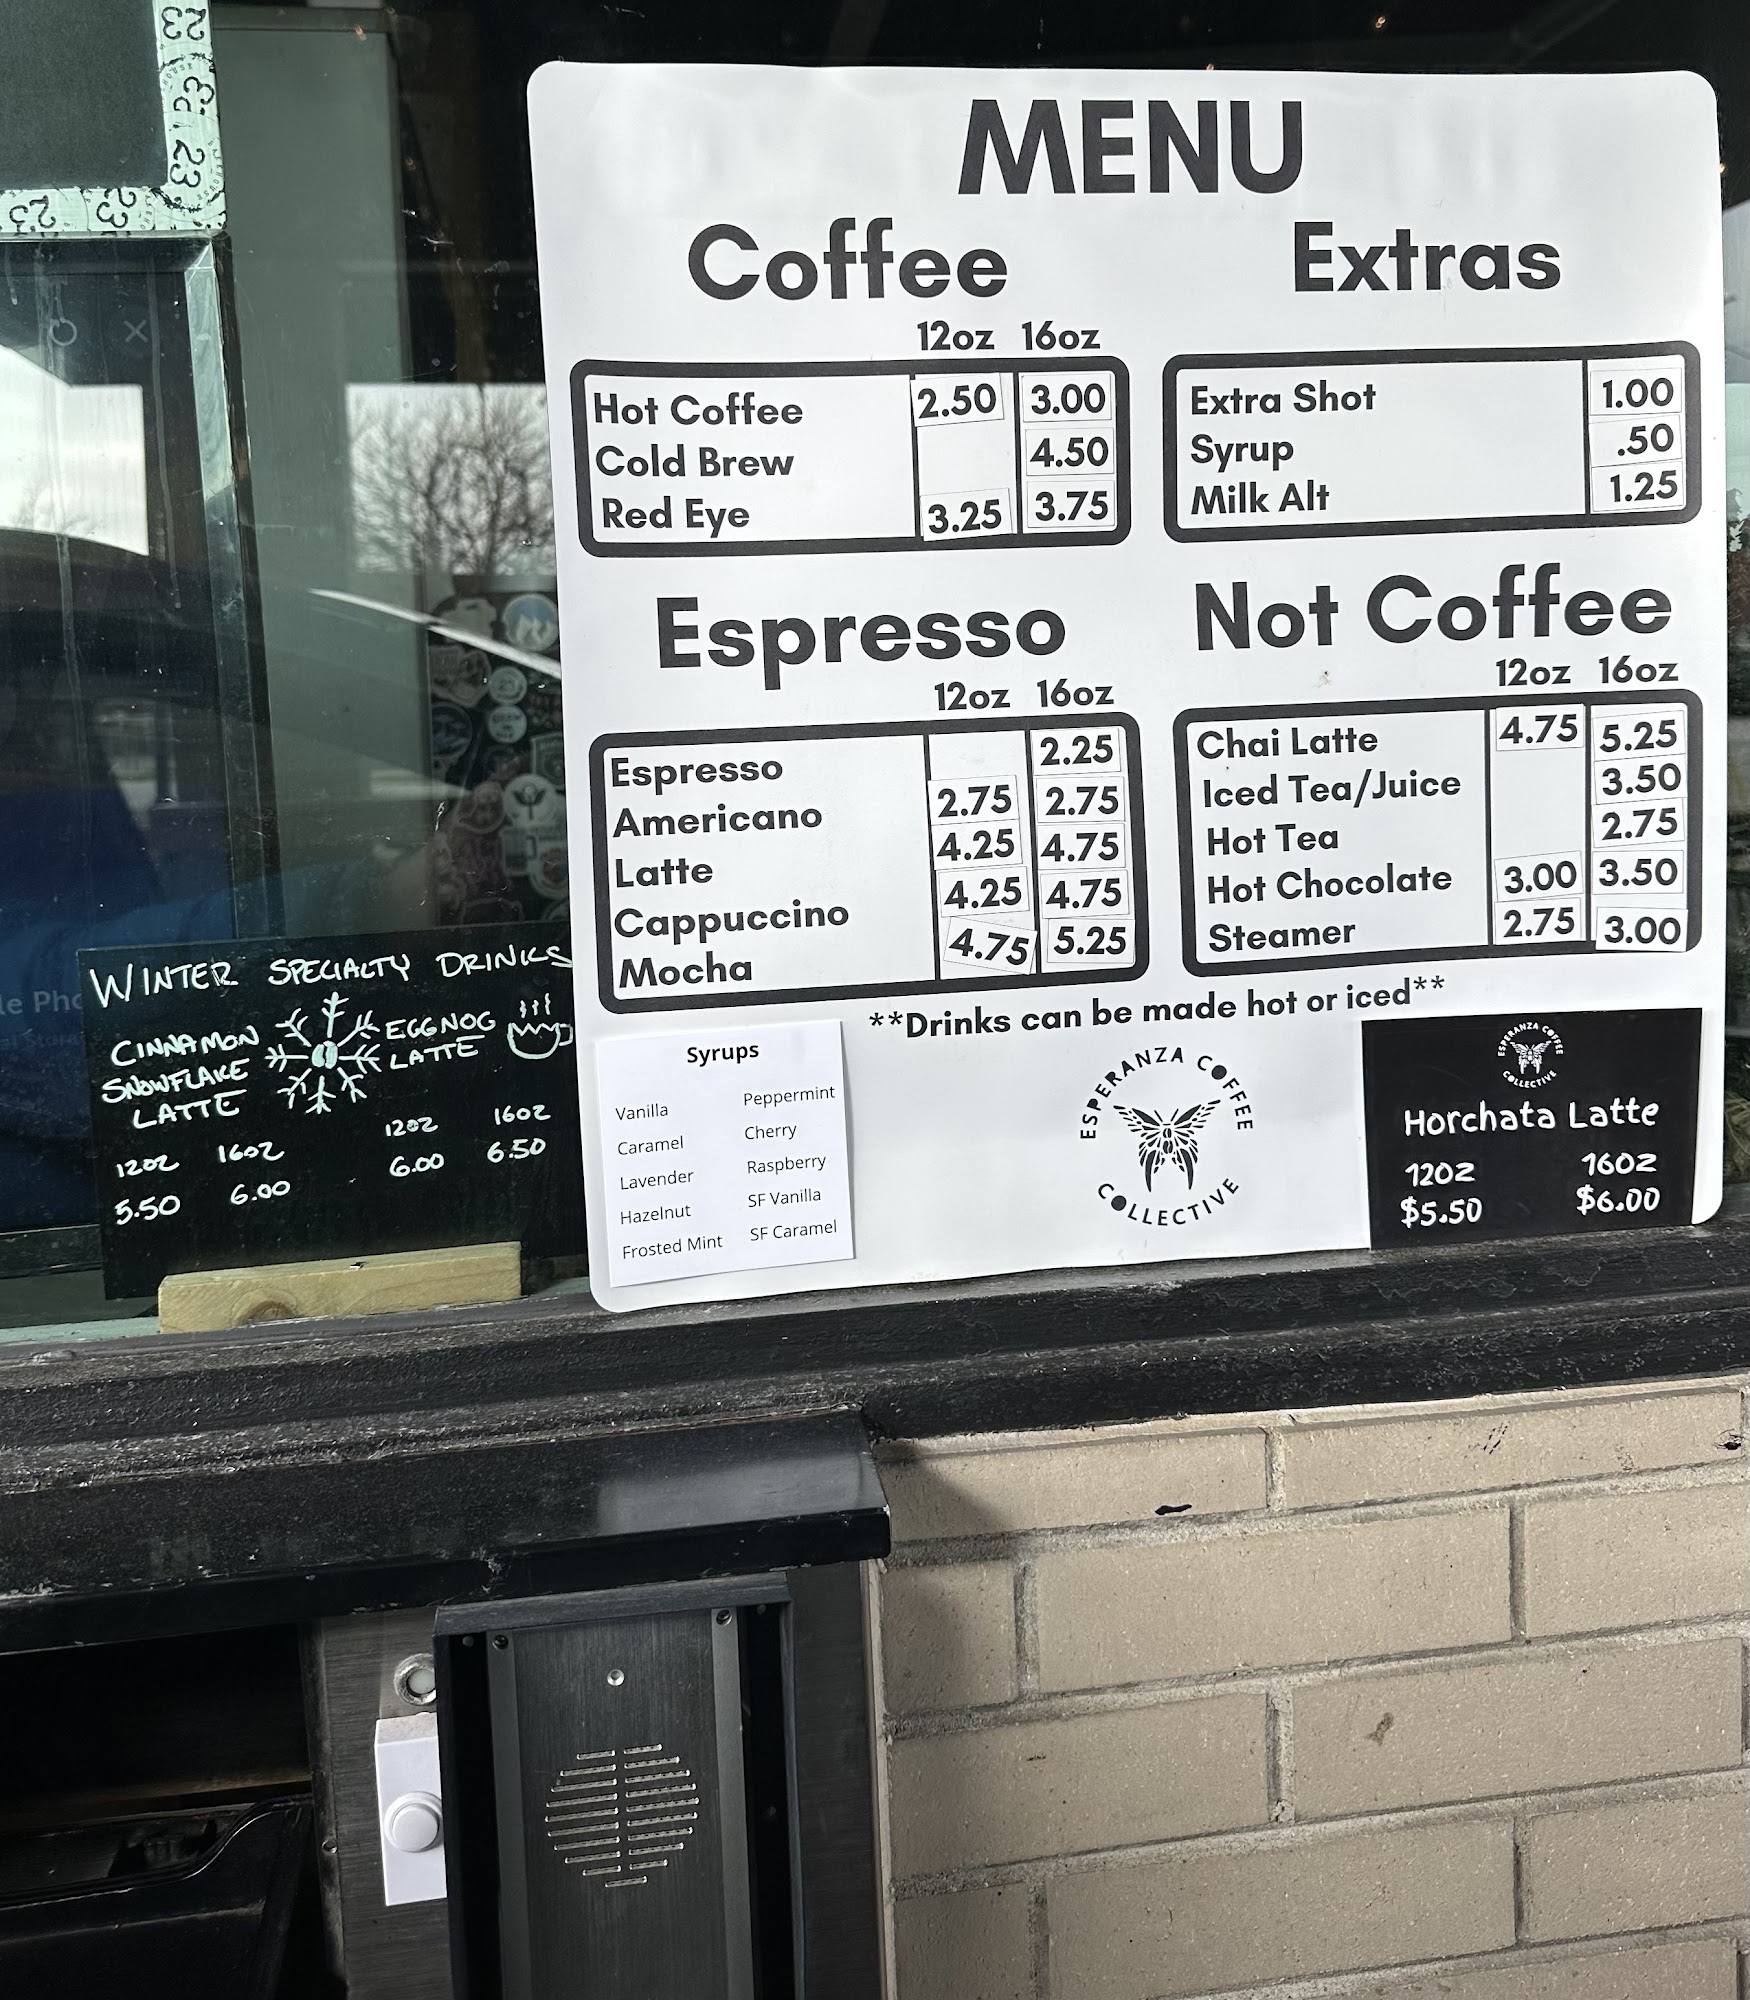 MENU
Coffee
12oz 16oz
Hot Coffee 2.50 3.00
Cold Brew 4.50
Red Eye 3.25 3.75
Extras
Extra Shot 1.00
Syrup .50
Milk Alt 1.25
Espresso
12oz 16oz
Espresso 2.25
Americano 2.75 2.75
Latte 4.25 4.75
Cappuccino 4.25 4.75
Mocha 4.75 5.25
Not Coffee
12oz 16oz
Chai Latte 4.75 5.25
Iced Tea/Juice 3.50
Hot Tea 2.75
Hot Chocolate 3.00 3.50
Steamer 2.75 3.00
**Drinks can be made hot or iced**
Syrups
Vanilla
Caramel
Lavender
Hazelnut
Frosted Mint
Peppermint
Cherry
Raspberry
SF Vanilla
SF Caramel
ESPERANZA COFFEE
COLLECTIVE
ESPERANZA COFFEE
COLLECTIVE
Horchata Latte
12oz 16oz
$5.50 $6.00
WINTER SPECIALTY DRINKS
CINNAMON
SNOWFLAKE
LATTE
12oz 16oz
5.50 6.00
EGGNOG
LATTE
12oz 16oz
6.00 6.50
23
23
23
23